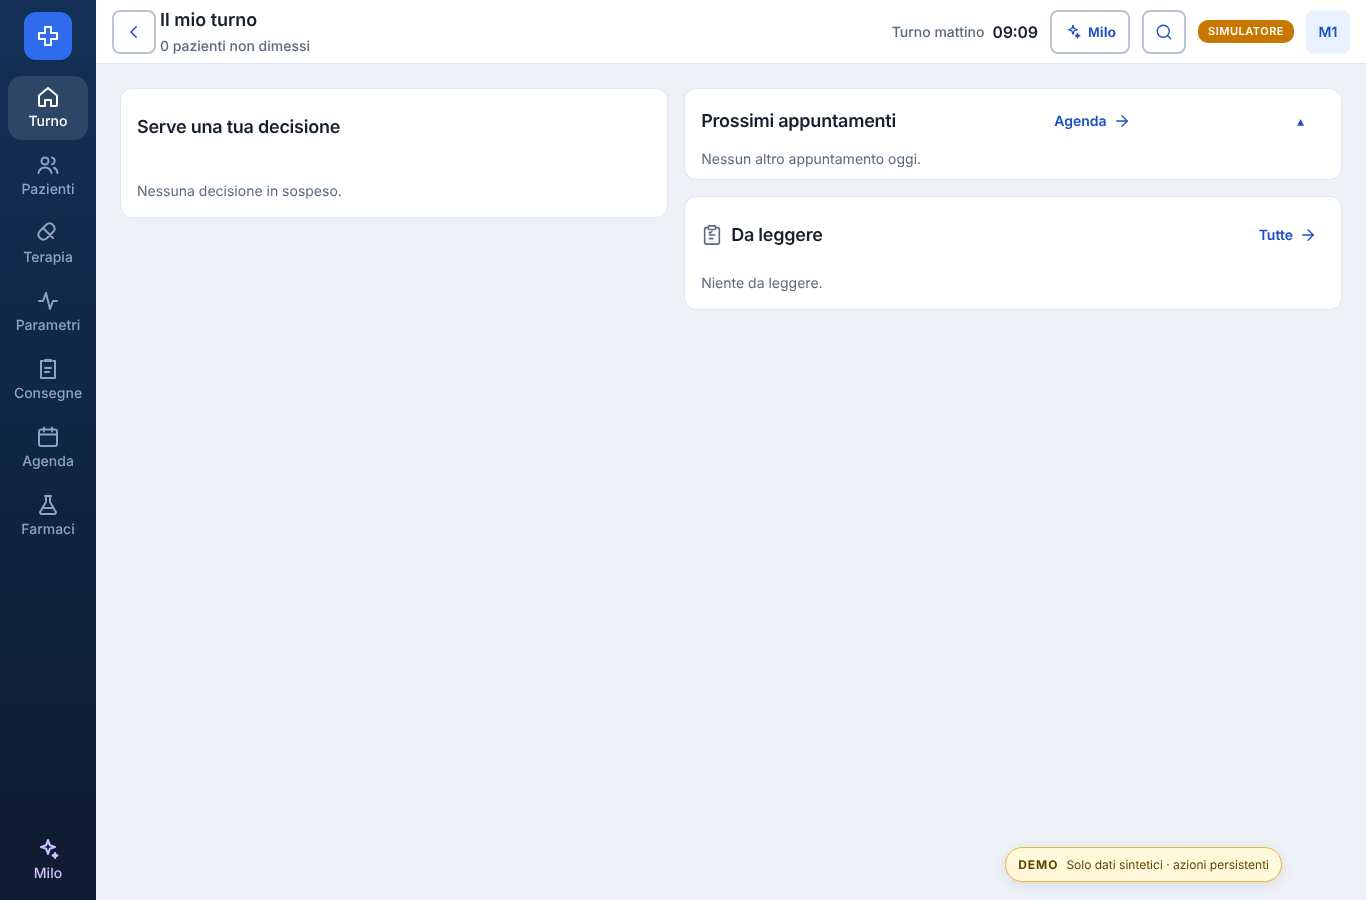 Turno
Pazienti
Terapia
Parametri
Consegne
Agenda
Farmaci
Milo
Il mio turno
0 pazienti non dimessi
Turno mattino 09:09
Milo
SIMULATORE
M1
Serve una tua decisione
Nessuna decisione in sospeso.
Prossimi appuntamenti
Agenda
Nessun altro appuntamento oggi.
Da leggere
Tutte
Niente da leggere.
DEMO Solo dati sintetici · azioni persistenti